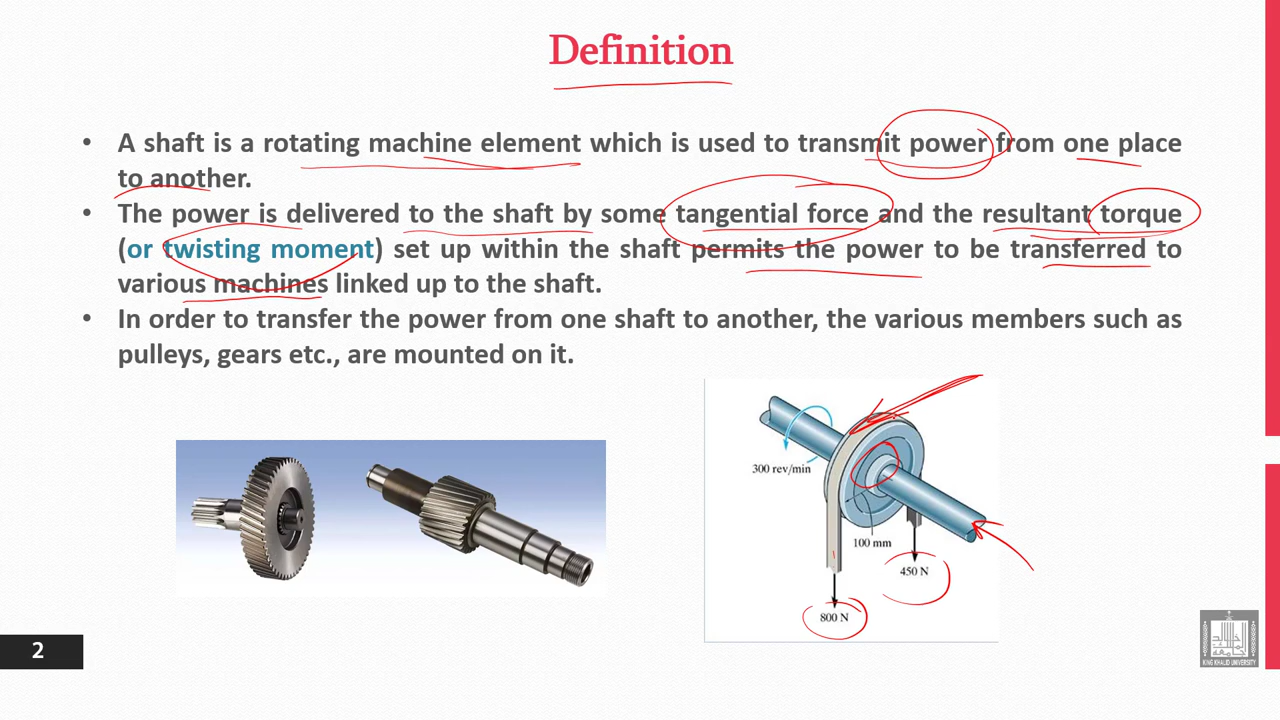 Definition
• A shaft is a rotating machine element which is used to transmit power from one place
to another.
• The power is delivered to the shaft by some tangential force and the resultant torque
(or twisting moment) set up within the shaft permits the power to be transferred to
various machines linked up to the shaft.
• In order to transfer the power from one shaft to another, the various members such as
pulleys, gears etc., are mounted on it.
300 rev/min
100 mm
450 N
800 N
2
KING KHALID UNIVERSITY